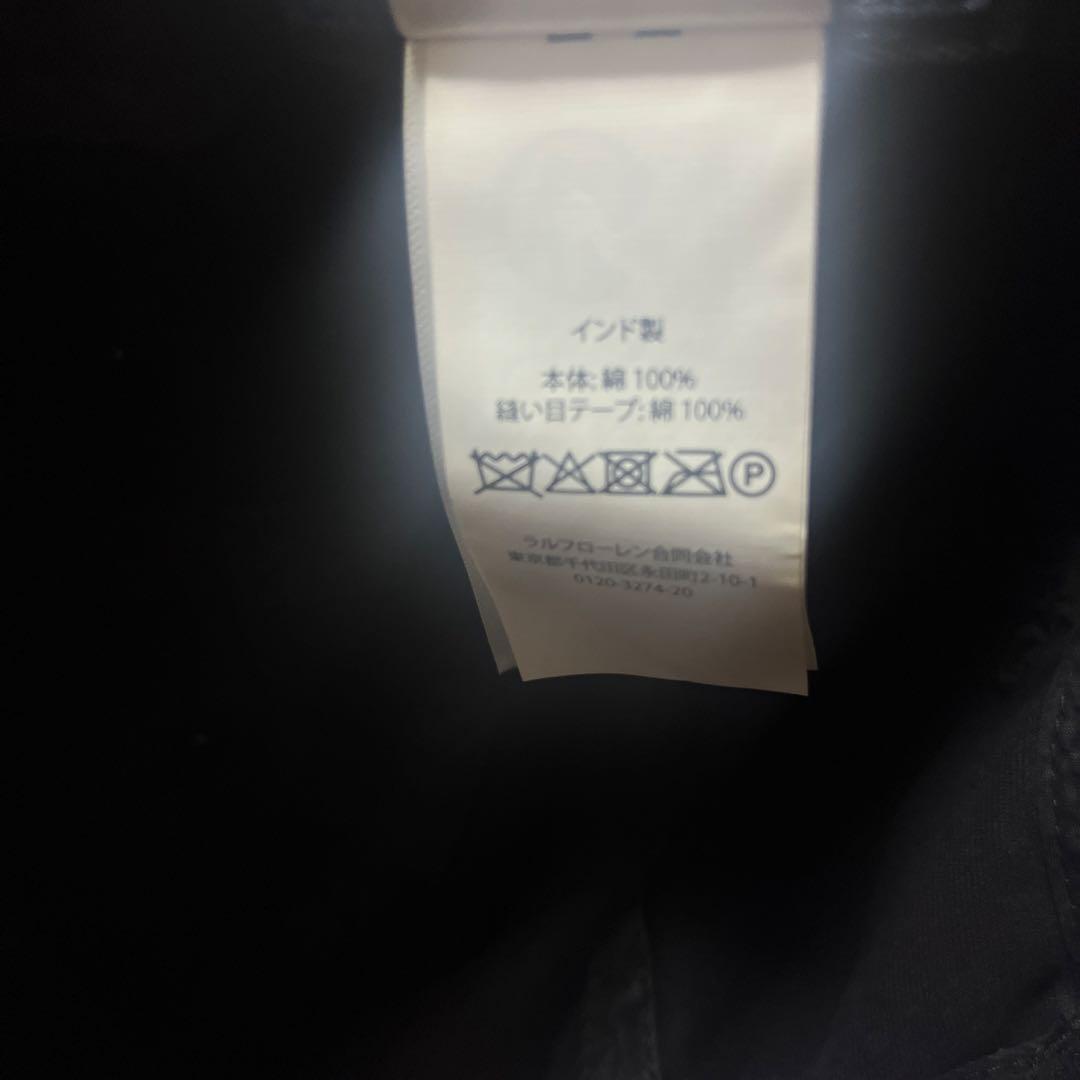 インド製
本体: 綿 100%
縫い目テープ: 綿 100%
P
ラルフローレン合同会社
東京都千代田区永田町2-10-1
0120-3274-20